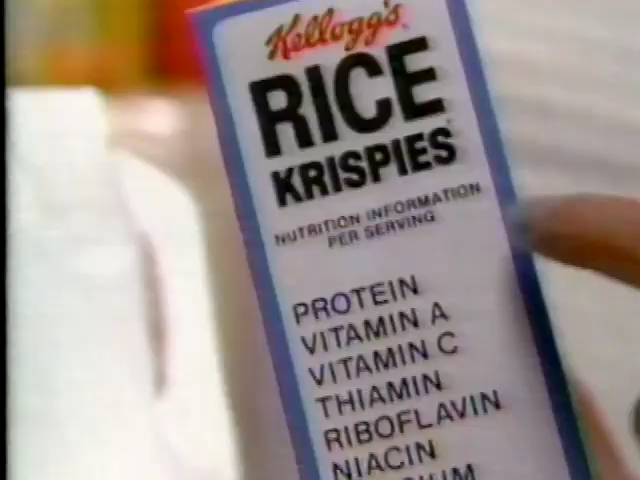 Kellogg's
RICE
KRISPIES
NUTRITION INFORMATION
PER SERVING
PROTEIN
VITAMIN A
VITAMIN C
THIAMIN
RIBOFLAVIN
NIACIN